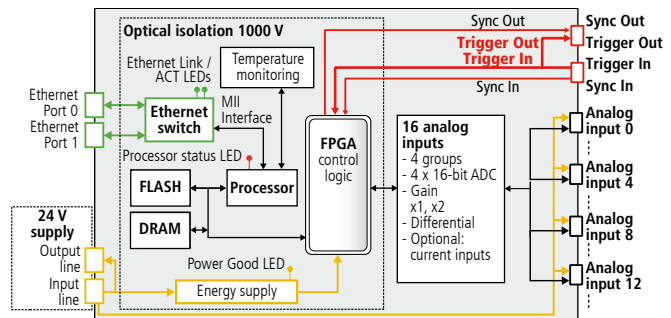 Optical isolation 1000 V
Sync Out
Sync Out
Trigger Out
Trigger Out
Trigger In
Trigger In
Sync In
Sync In
Ethernet Link /
ACT LEDs
Temperature
monitoring
Ethernet
Port 0
Ethernet
Port 1
Ethernet
switch
MII
Interface
Processor status LED
FLASH
Processor
DRAM
FPGA
control
logic
16 analog
inputs
- 4 groups
- 4 x 16-bit ADC
- Gain
x1, x2
- Differential
- Optional:
current inputs
Analog
input 0
Analog
input 4
Analog
input 8
Analog
input 12
24 V
supply
Output
line
Input
line
Power Good LED
Energy supply